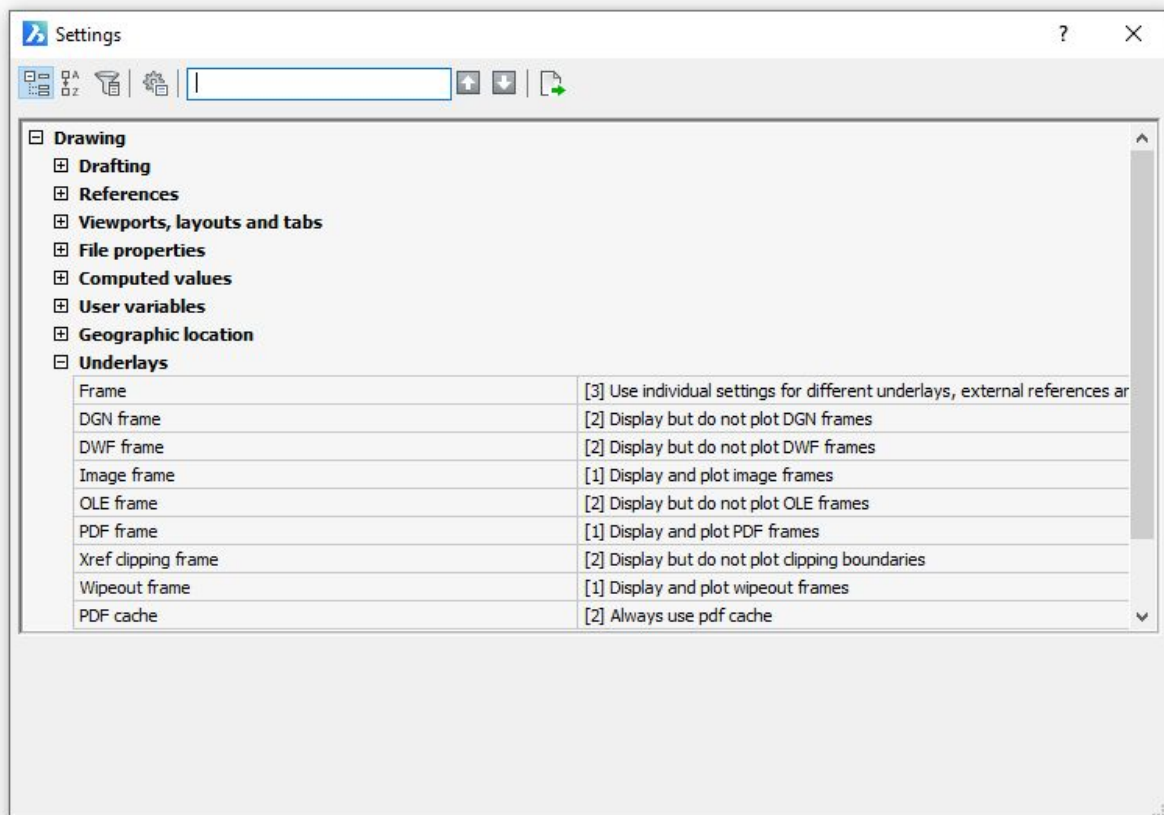 Settings
Drawing
Drafting
References
Viewports, layouts and tabs
File properties
Computed values
User variables
Geographic location
Underlays
Frame [3] Use individual settings for different underlays, external references ar
DGN frame [2] Display but do not plot DGN frames
DWF frame [2] Display but do not plot DWF frames
Image frame [1] Display and plot image frames
OLE frame [2] Display but do not plot OLE frames
PDF frame [1] Display and plot PDF frames
Xref clipping frame [2] Display but do not plot clipping boundaries
Wipeout frame [1] Display and plot wipeout frames
PDF cache [2] Always use pdf cache